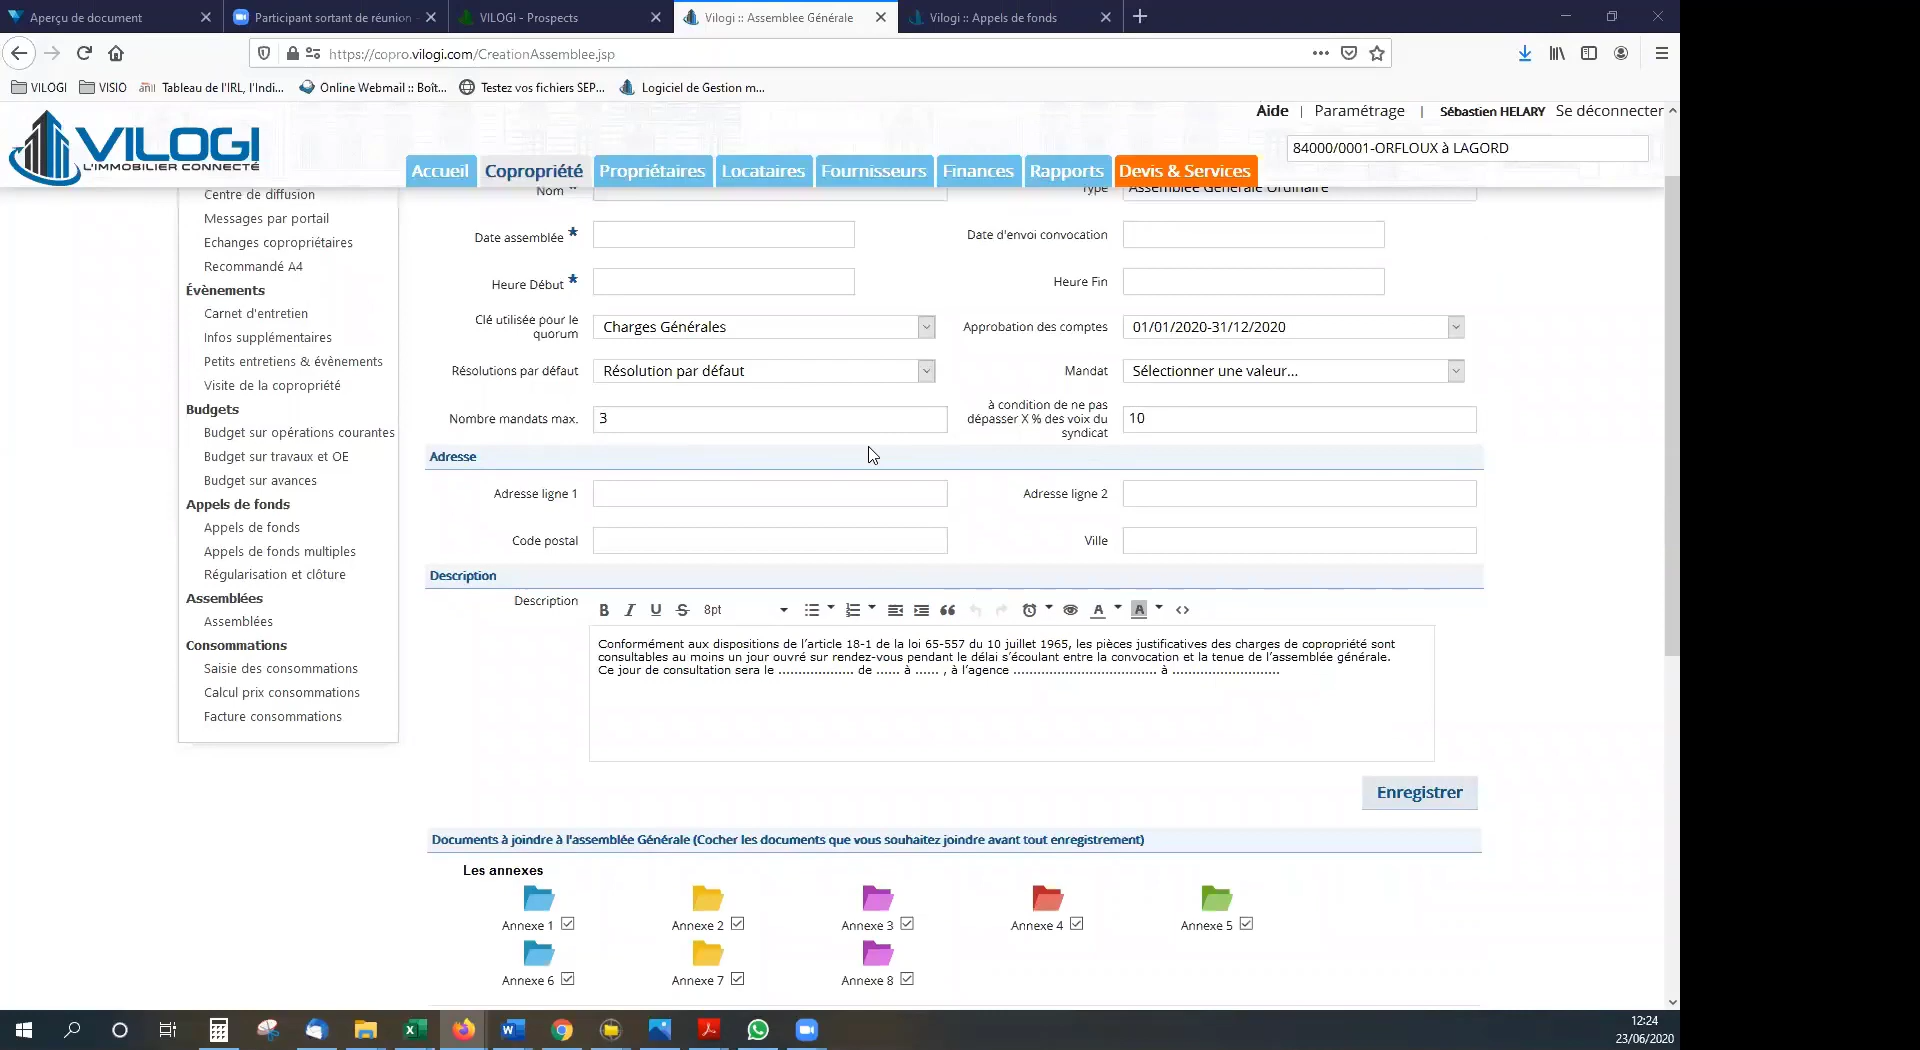 Aperçu de document
Participant sortant de réunion
VILOGI - Prospects
Vilogi :: Assemblee Générale
Vilogi :: Appels de fonds
https://copro.vilogi.com/CreationAssemblee.jsp
VILOGI
VISIO
Tableau de l'IRL, l'Indi...
Online Webmail :: Boît...
Testez vos fichiers SEP...
Logiciel de Gestion m...
Aide | Paramétrage | Sébastien HELARY Se déconnecter
VILOGI
L'IMMOBILIER CONNECTÉ
84000/0001-ORFLOUX à LAGORD
Accueil Copropriété Propriétaires Locataires Fournisseurs Finances Rapports Devis & Services
Centre de diffusion
Messages par portail
Echanges copropriétaires
Recommandé A4
Évènements
Carnet d'entretien
Infos supplémentaires
Petits entretiens & évènements
Visite de la copropriété
Budgets
Budget sur opérations courantes
Budget sur travaux et OE
Budget sur avances
Appels de fonds
Appels de fonds
Appels de fonds multiples
Régularisation et clôture
Assemblées
Assemblées
Consommations
Saisie des consommations
Calcul prix consommations
Facture consommations
Nom *
Type
Assemblée Générale Ordinaire
Date assemblée *
Date d'envoi convocation
Heure Début *
Heure Fin
Clé utilisée pour le
quorum
Charges Générales
Approbation des comptes
01/01/2020-31/12/2020
Résolutions par défaut
Résolution par défaut
Mandat
Sélectionner une valeur...
Nombre mandats max.
3
à condition de ne pas
dépasser X % des voix du
syndicat
10
Adresse
Adresse ligne 1
Adresse ligne 2
Code postal
Ville
Description
Description
B I U S 8pt
A A <>
Conformément aux dispositions de l'article 18-1 de la loi 65-557 du 10 juillet 1965, les pièces justificatives des charges de copropriété sont
consultables au moins un jour ouvré sur rendez-vous pendant le délai s'écoulant entre la convocation et la tenue de l'assemblée générale.
Ce jour de consultation sera le ................... de ...... à ...... , à l'agence .................................... à ...........................
Enregistrer
Documents à joindre à l'assemblée Générale (Cocher les documents que vous souhaitez joindre avant tout enregistrement)
Les annexes
Annexe 1
Annexe 2
Annexe 3
Annexe 4
Annexe 5
Annexe 6
Annexe 7
Annexe 8
12:24
23/06/2020